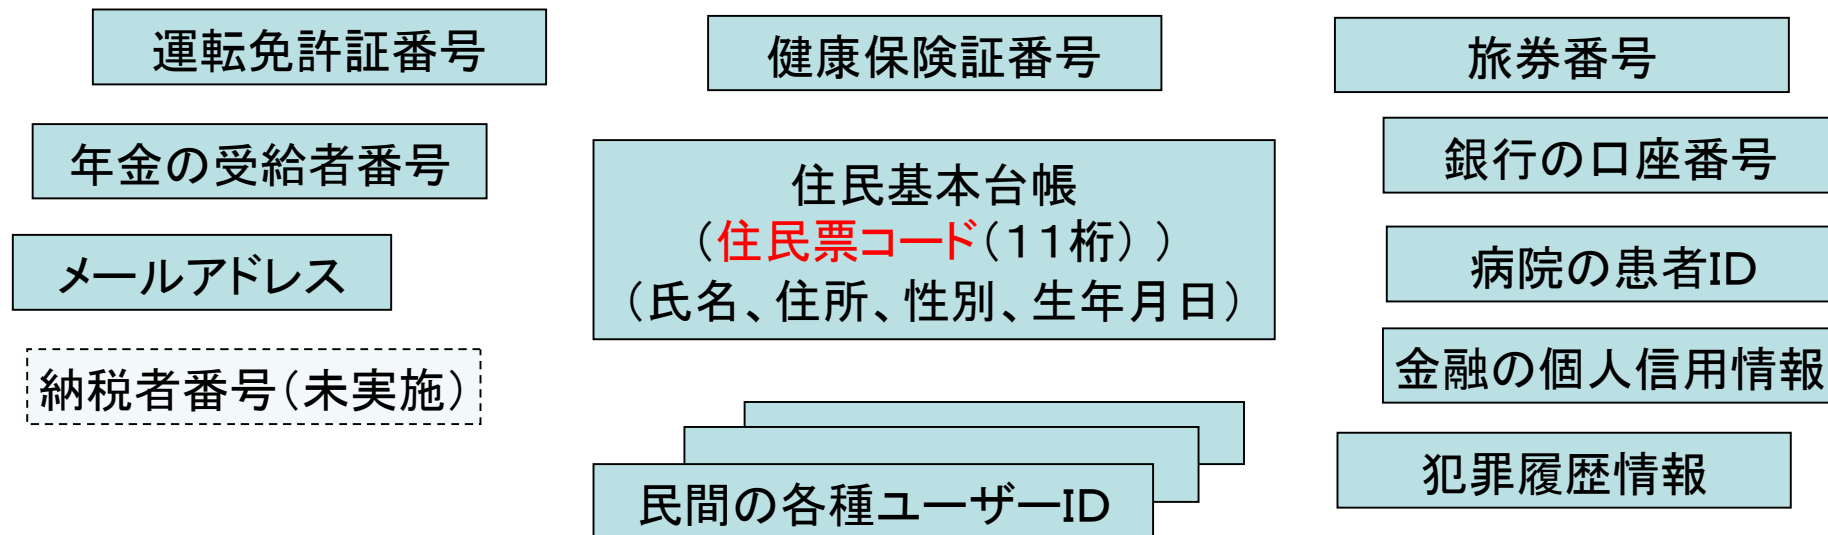 運転免許証番号
健康保険証番号
旅券番号
年金の受給者番号
銀行の口座番号
住民基本台帳
（住民票コード（１１桁））
（氏名、住所、性別、生年月日）
メールアドレス
病院の患者ID
納税者番号（未実施）
金融の個人信用情報
犯罪履歴情報
民間の各種ユーザーID